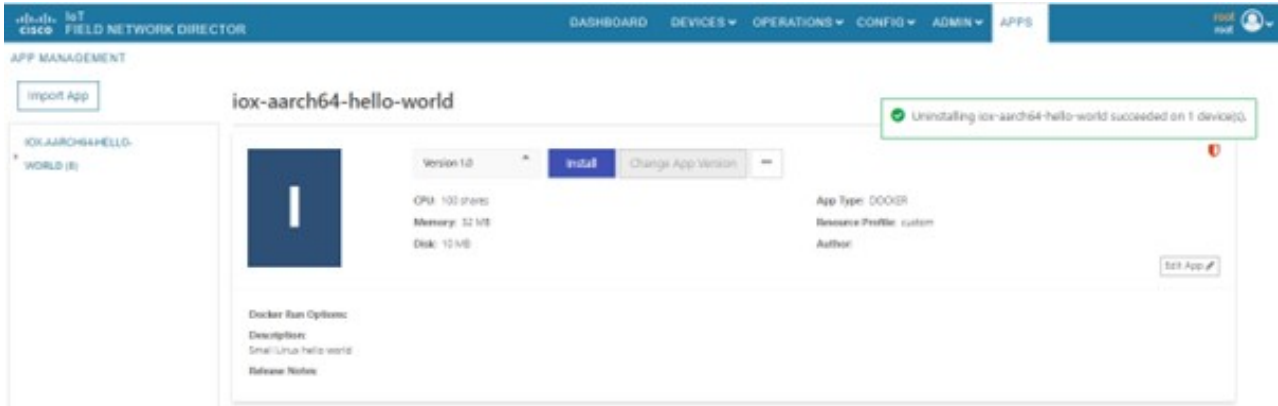 cisco IoT
FIELD NETWORK DIRECTOR
DASHBOARD DEVICES OPERATIONS CONFIG ADMIN APPS
root
root
APP MANAGEMENT
Import App
iox-aarch64-hello-world
Uninstalling iox-aarch64-hello-world succeeded on 1 device(s).
IOX-AARCH64-HELLO-
WORLD (8)
Version 1.0
Install
Change App Version
I
CPU: 100 shares
App Type: DOCKER
Memory: 32 MB
Resource Profile: custom
Disk: 10 MB
Author:
Edit App
Docker Run Options:
Description:
Small Linux hello world
Release Notes: